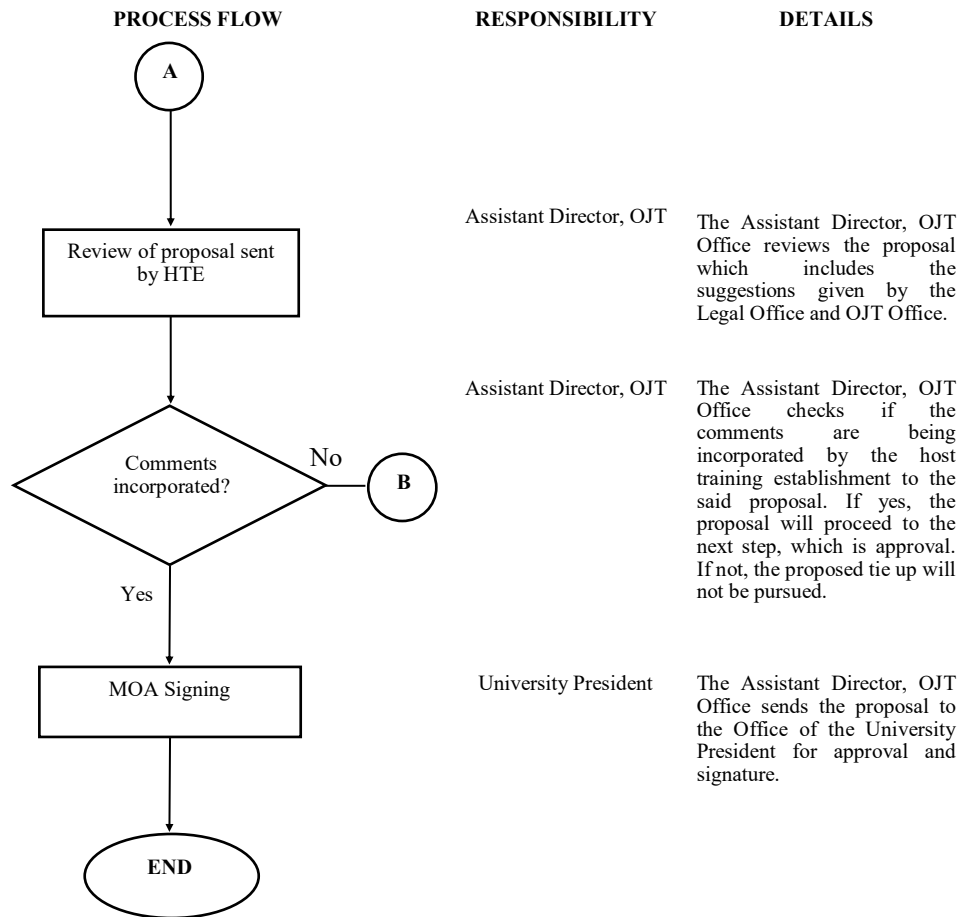 PROCESS FLOW RESPONSIBILITY DETAILS
A
Review of proposal sent
by HTE
Assistant Director, OJT
The Assistant Director, OJT
Office reviews the proposal
which includes the
suggestions given by the
Legal Office and OJT Office.
Comments
incorporated?
No
B
Assistant Director, OJT
The Assistant Director, OJT
Office checks if the
comments are being
incorporated by the host
training establishment to the
said proposal. If yes, the
proposal will proceed to the
next step, which is approval.
If not, the proposed tie up will
not be pursued.
Yes
MOA Signing
University President
The Assistant Director, OJT
Office sends the proposal to
the Office of the University
President for approval and
signature.
END